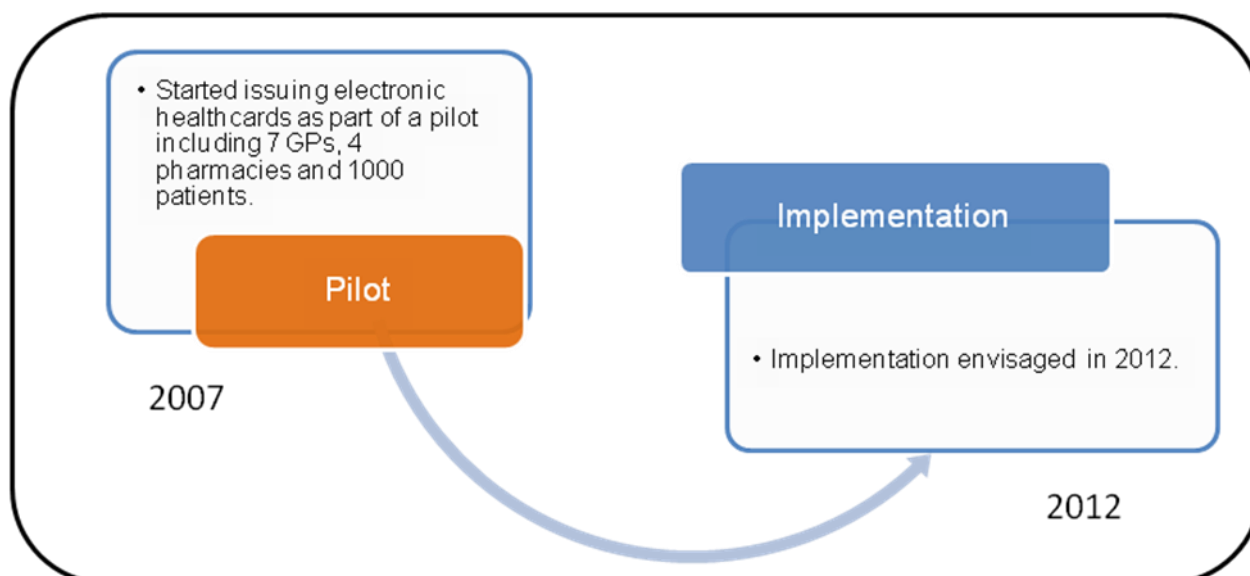 • Started issuing electronic
healthcards as part of a pilot
including 7 GPs, 4
pharmacies and 1000
patients.
Pilot
2007
Implementation
• Implementation envisaged in 2012.
2012